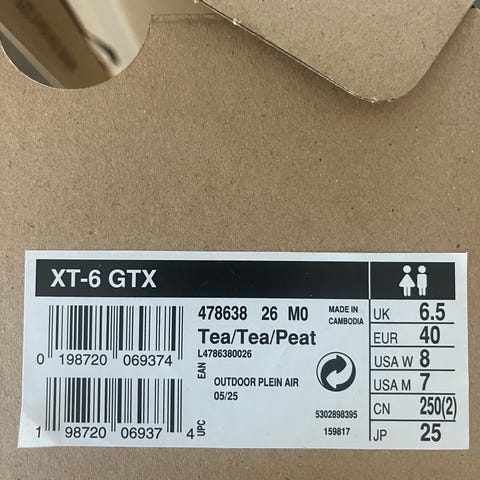 XT-6 GTX
478638 26 M0
MADE IN
CAMBODIA
Tea/Tea/Peat
L4786380026
EAN
0 198720 069374
OUTDOOR PLEIN AIR
05/25
5302898395
159817
UPC
1 98720 06937 4
UK 6.5
EUR 40
USA W 8
USA M 7
CN 250(2)
JP 25